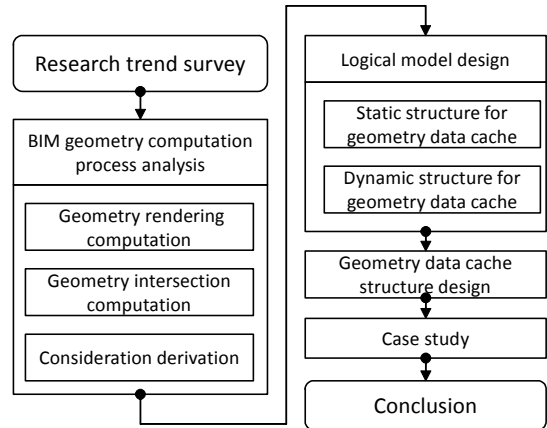 Research trend survey
BIM geometry computation
process analysis
Geometry rendering
computation
Geometry intersection
computation
Consideration derivation
Logical model design
Static structure for
geometry data cache
Dynamic structure for
geometry data cache
Geometry data cache
structure design
Case study
Conclusion